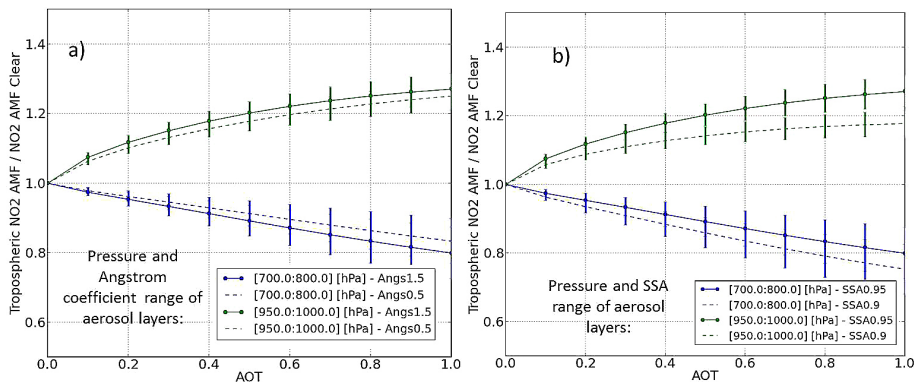 a)
Tropospheric NO2 AMF / NO2 AMF Clear
1.4
1.2
1.0
0.8
0.6
Pressure and
Angstrom
coefficient range of
aerosol layers:
[700.0:800.0] [hPa] - Angs1.5
[700.0:800.0] [hPa] - Angs0.5
[950.0:1000.0] [hPa] - Angs1.5
[950.0:1000.0] [hPa] - Angs0.5
0.0 0.2 0.4 0.6 0.8 1.0
AOT
b)
Tropospheric NO2 AMF / NO2 AMF Clear
1.4
1.2
1.0
0.8
0.6
Pressure and SSA
range of aerosol
layers:
[700.0:800.0] [hPa] - SSA0.95
[700.0:800.0] [hPa] - SSA0.9
[950.0:1000.0] [hPa] - SSA0.95
[950.0:1000.0] [hPa] - SSA0.9
0.0 0.2 0.4 0.6 0.8 1.0
AOT